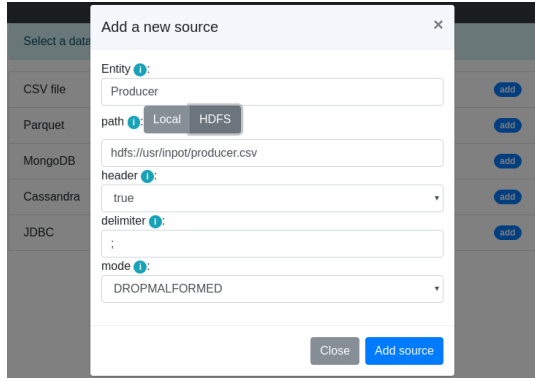 Add a new source ×
Select a data
Entity i:
Producer
path i: Local HDFS
hdfs://usr/inpot/producer.csv
header i:
true
delimiter i:
;
mode i:
DROPMALFORMED
Close Add source
CSV file add
Parquet add
MongoDB add
Cassandra add
JDBC add